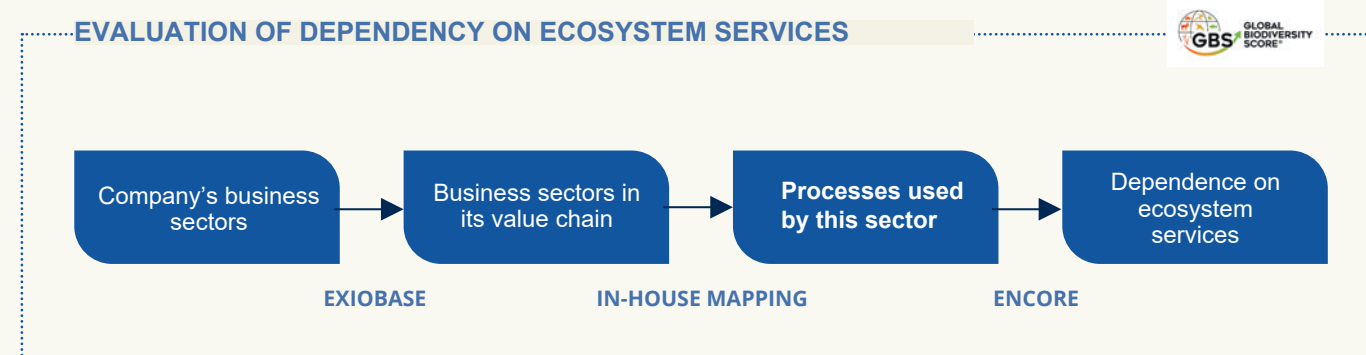 EVALUATION OF DEPENDENCY ON ECOSYSTEM SERVICES
GBS
GLOBAL
BIODIVERSITY
SCORE®
Company's business
sectors
Business sectors in
its value chain
Processes used
by this sector
Dependence on
ecosystem
services
EXIOBASE
IN-HOUSE MAPPING
ENCORE